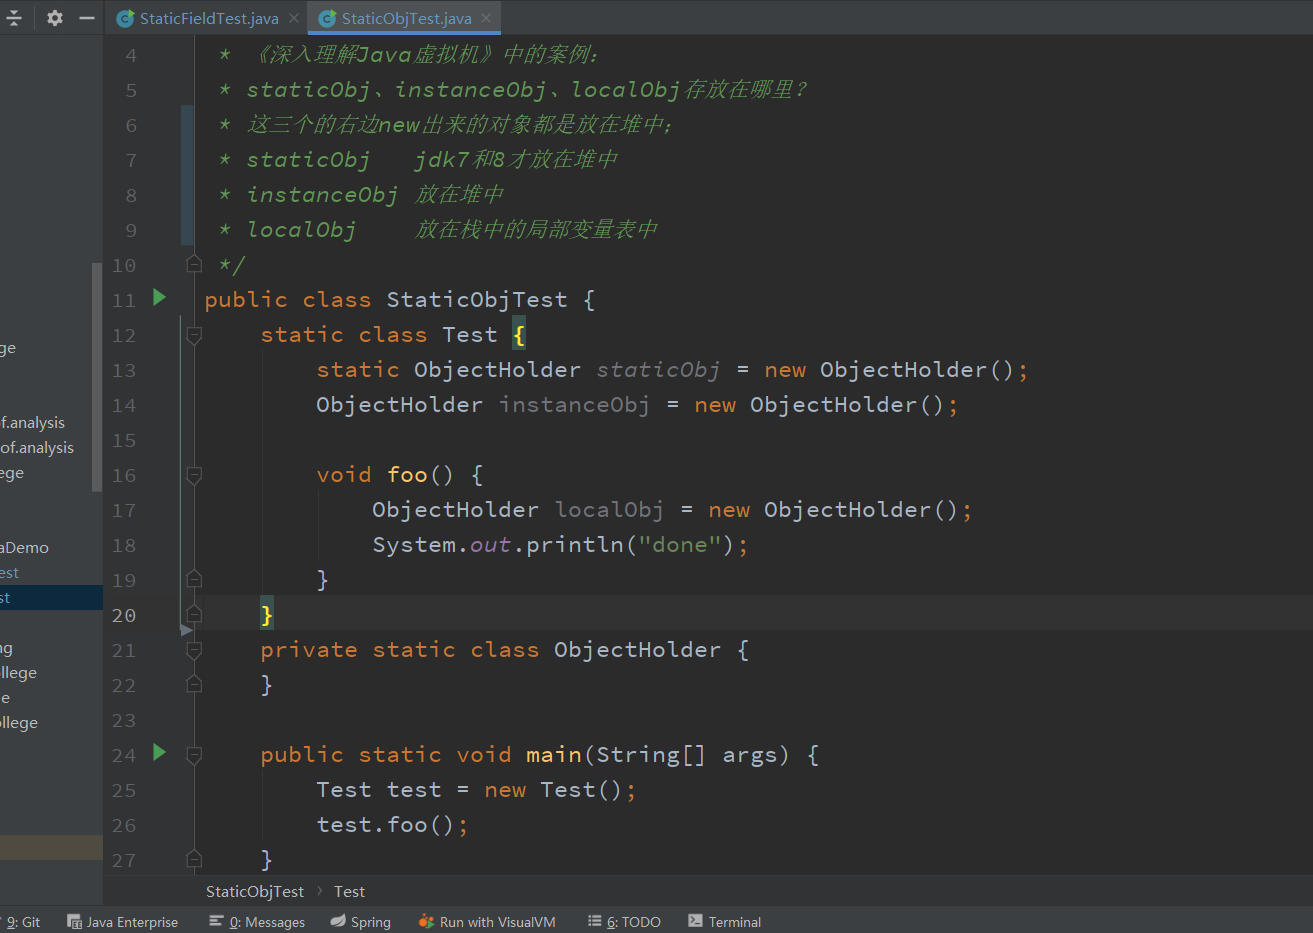 StaticFieldTest.java
StaticObjTest.java
4 * 《深入理解Java虚拟机》中的案例：
5 * staticObj、instanceObj、localObj存放在哪里？
6 * 这三个的右边new出来的对象都是放在堆中；
7 * staticObj   jdk7和8才放在堆中
8 * instanceObj 放在堆中
9 * localObj    放在栈中的局部变量表中
10 */
11 public class StaticObjTest {
12     static class Test {
13         static ObjectHolder staticObj = new ObjectHolder();
14         ObjectHolder instanceObj = new ObjectHolder();
15
16         void foo() {
17             ObjectHolder localObj = new ObjectHolder();
18             System.out.println("done");
19         }
20     }
21     private static class ObjectHolder {
22     }
23
24     public static void main(String[] args) {
25         Test test = new Test();
26         test.foo();
27     }
ge
of.analysis
of.analysis
ege
aDemo
est
st
ng
llege
e
ollege
StaticObjTest › Test
9: Git
Java Enterprise
0: Messages
Spring
Run with VisualVM
6: TODO
Terminal